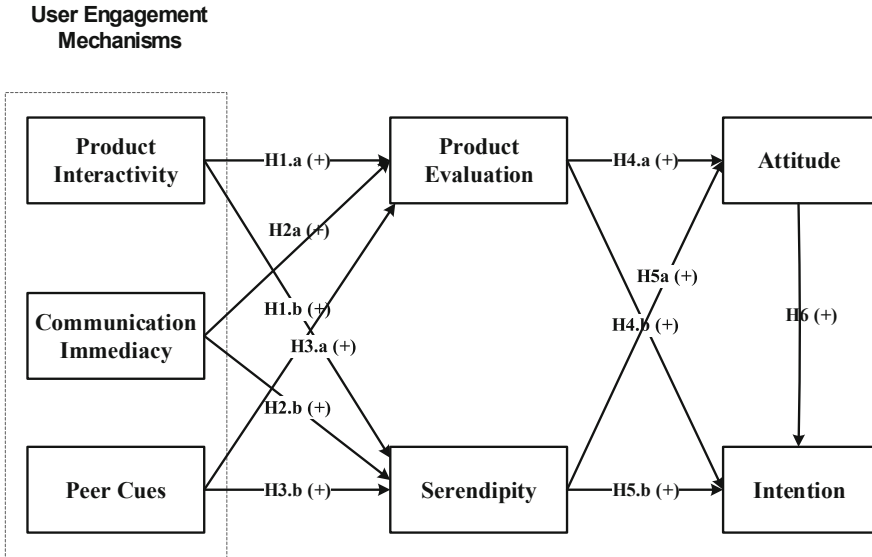 User Engagement
Mechanisms
Product
Interactivity
H1.a (+)
Product
Evaluation
H4.a (+)
Attitude
H2a (+)
H5a (+)
Communication
Immediacy
H1.b (+)
H3.a (+)
H4.b (+)
H6 (+)
H2.b (+)
Peer Cues
H3.b (+)
Serendipity
H5.b (+)
Intention